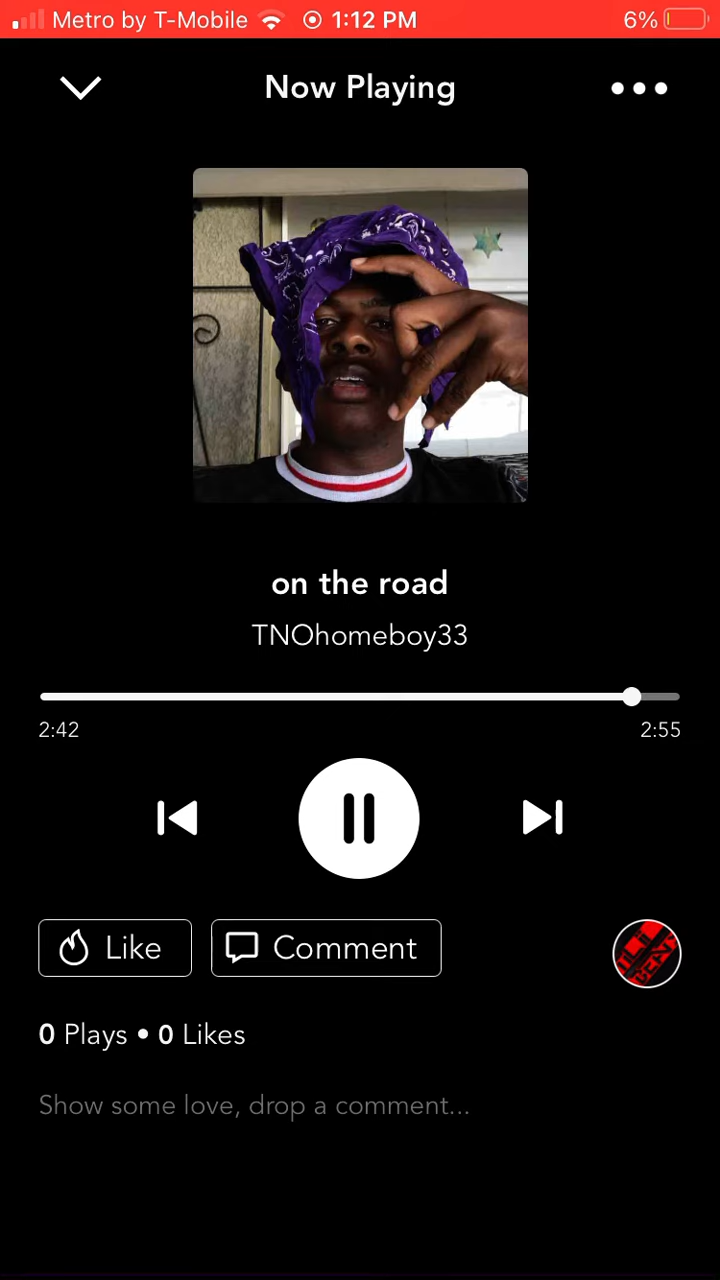 Metro by T-Mobile 1:12 PM 6%
Now Playing
on the road
TNOhomeboy33
2:42 2:55
Like Comment
0 Plays • 0 Likes
Show some love, drop a comment...